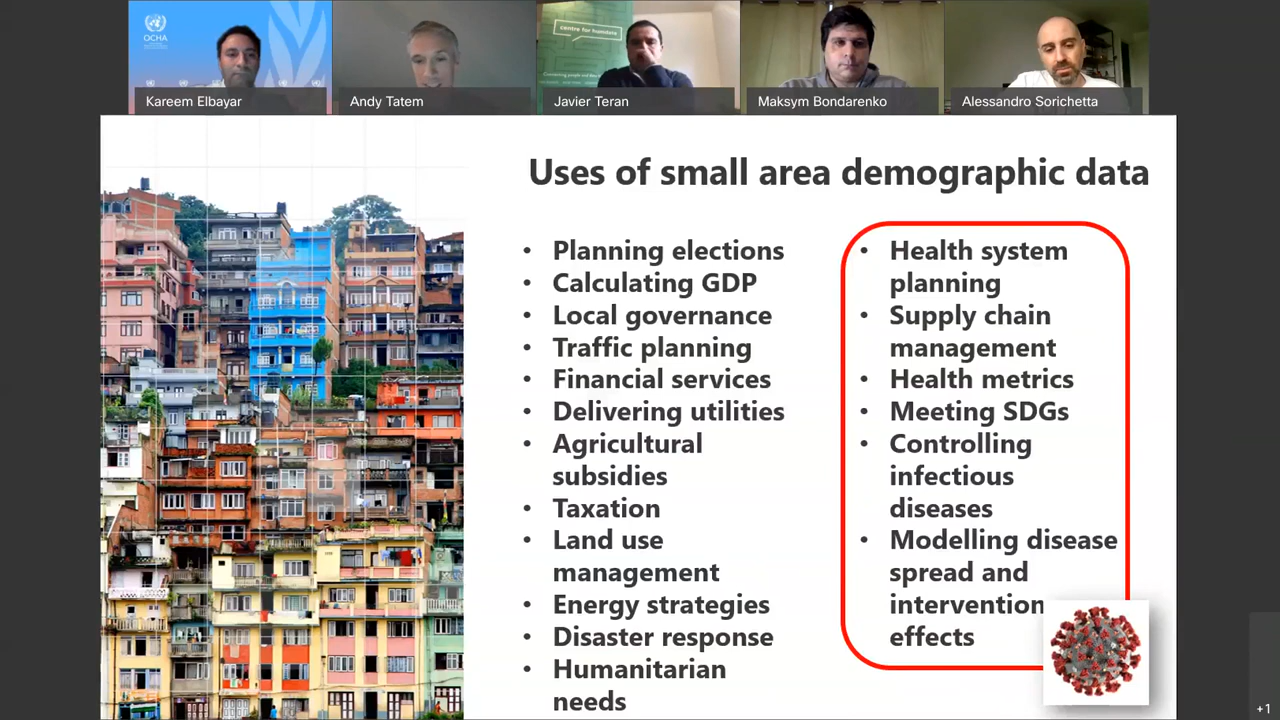 OCHA
centre for humdata
Kareem Elbayar
Andy Tatem
Javier Teran
Maksym Bondarenko
Alessandro Sorichetta
Uses of small area demographic data
• Planning elections
• Calculating GDP
• Local governance
• Traffic planning
• Financial services
• Delivering utilities
• Agricultural
subsidies
• Taxation
• Land use
management
• Energy strategies
• Disaster response
• Humanitarian
needs
• Health system
planning
• Supply chain
management
• Health metrics
• Meeting SDGs
• Controlling
infectious
diseases
• Modelling disease
spread and
intervention
effects
+1